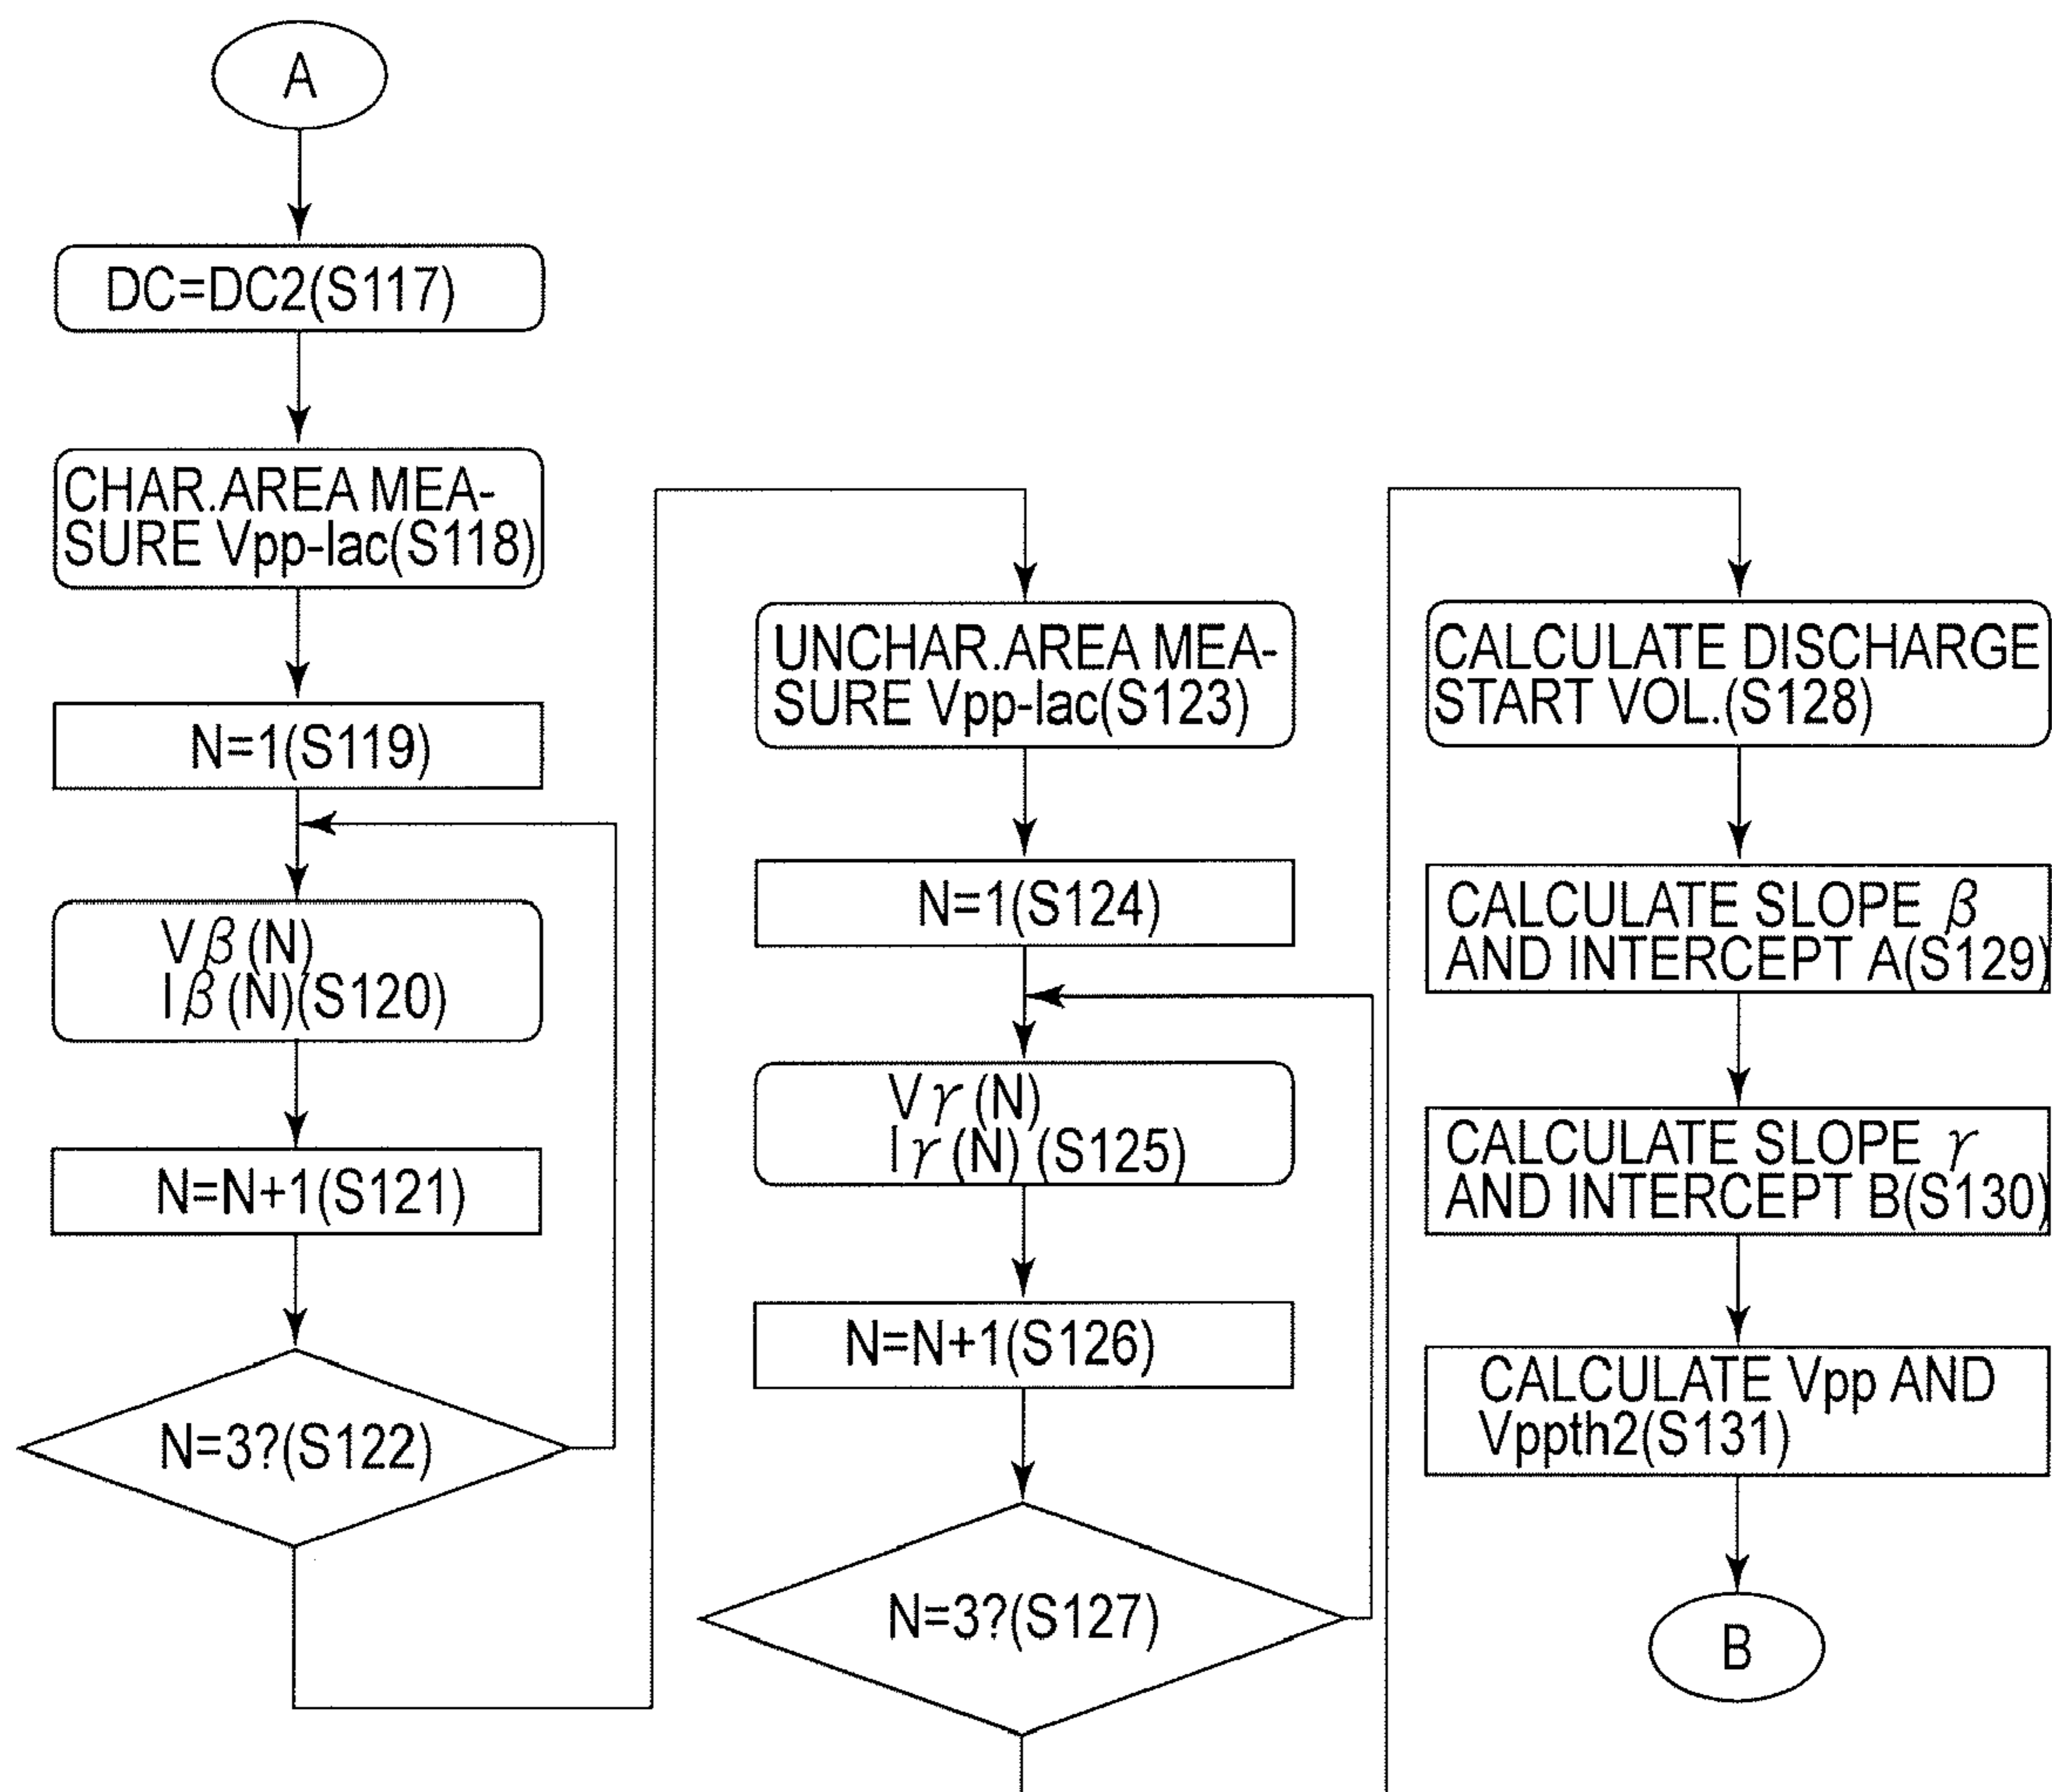 A
DC=DC2(S117)
CHAR.AREA MEA-
SURE Vpp-Iac(S118)
N=1(S119)
Vβ(N)
Iβ(N)(S120)
N=N+1(S121)
N=3?(S122)
UNCHAR.AREA MEA-
SURE Vpp-Iac(S123)
N=1(S124)
Vγ(N)
Iγ(N)(S125)
N=N+1(S126)
N=3?(S127)
CALCULATE DISCHARGE
START VOL.(S128)
CALCULATE SLOPE β
AND INTERCEPT A(S129)
CALCULATE SLOPE γ
AND INTERCEPT B(S130)
CALCULATE Vpp AND
Vppth2(S131)
B